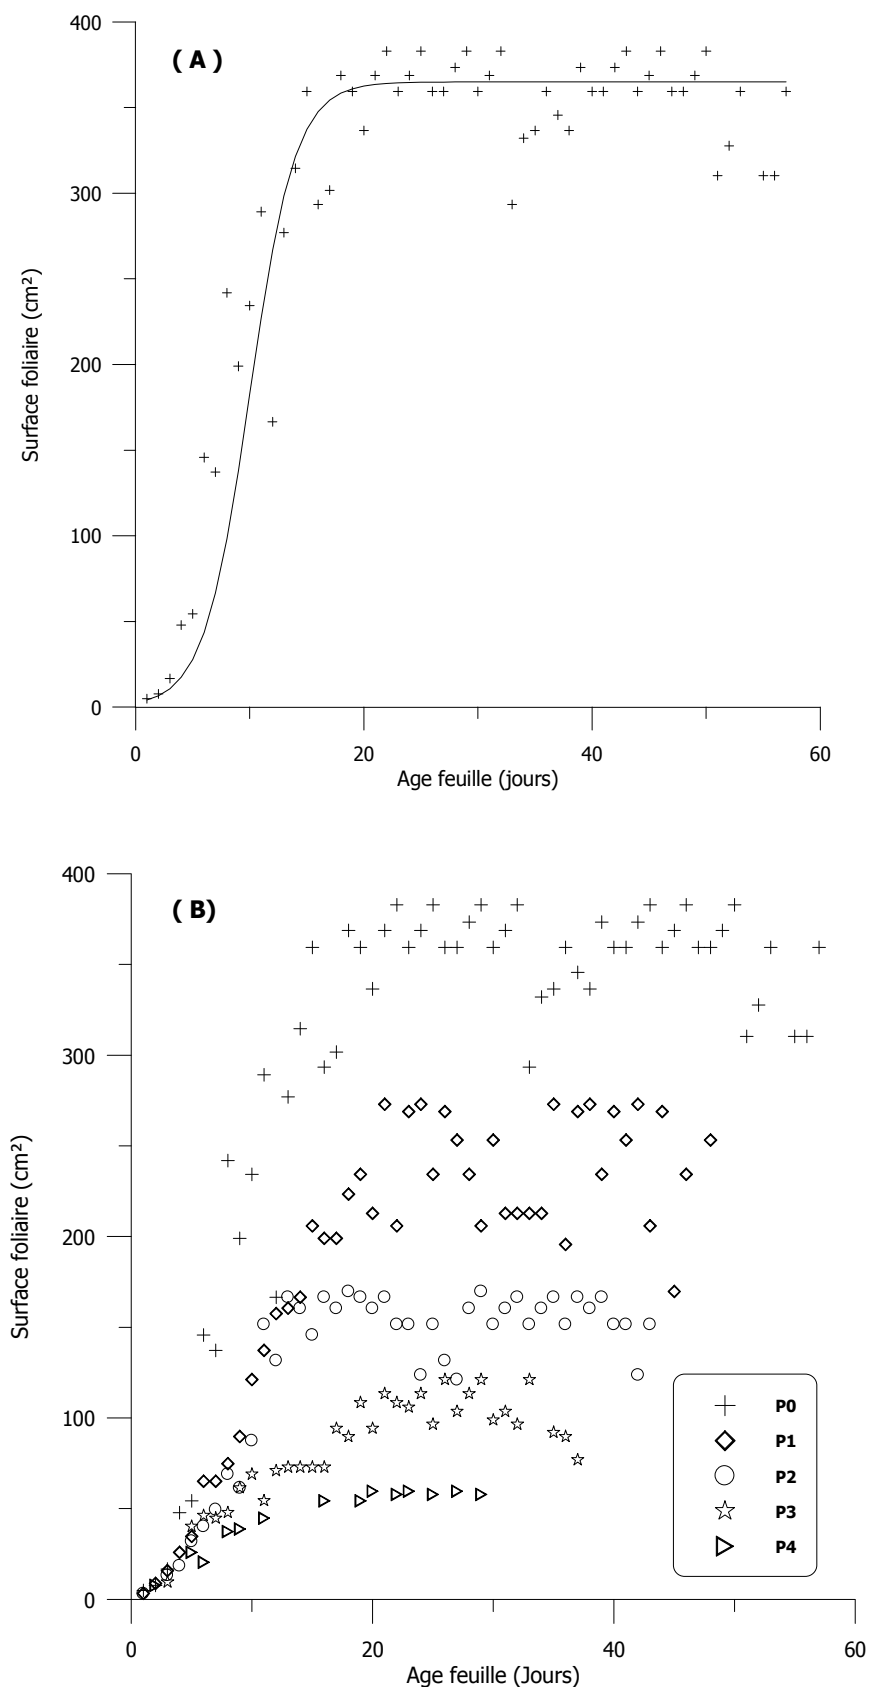 400
( A )
300
Surface foliaire (cm²)
200
100
0
0 20 40 60
Age feuille (jours)
400
( B)
300
Surface foliaire (cm²)
200
100
0
P0
P1
P2
P3
P4
0 20 40 60
Age feuille (Jours)